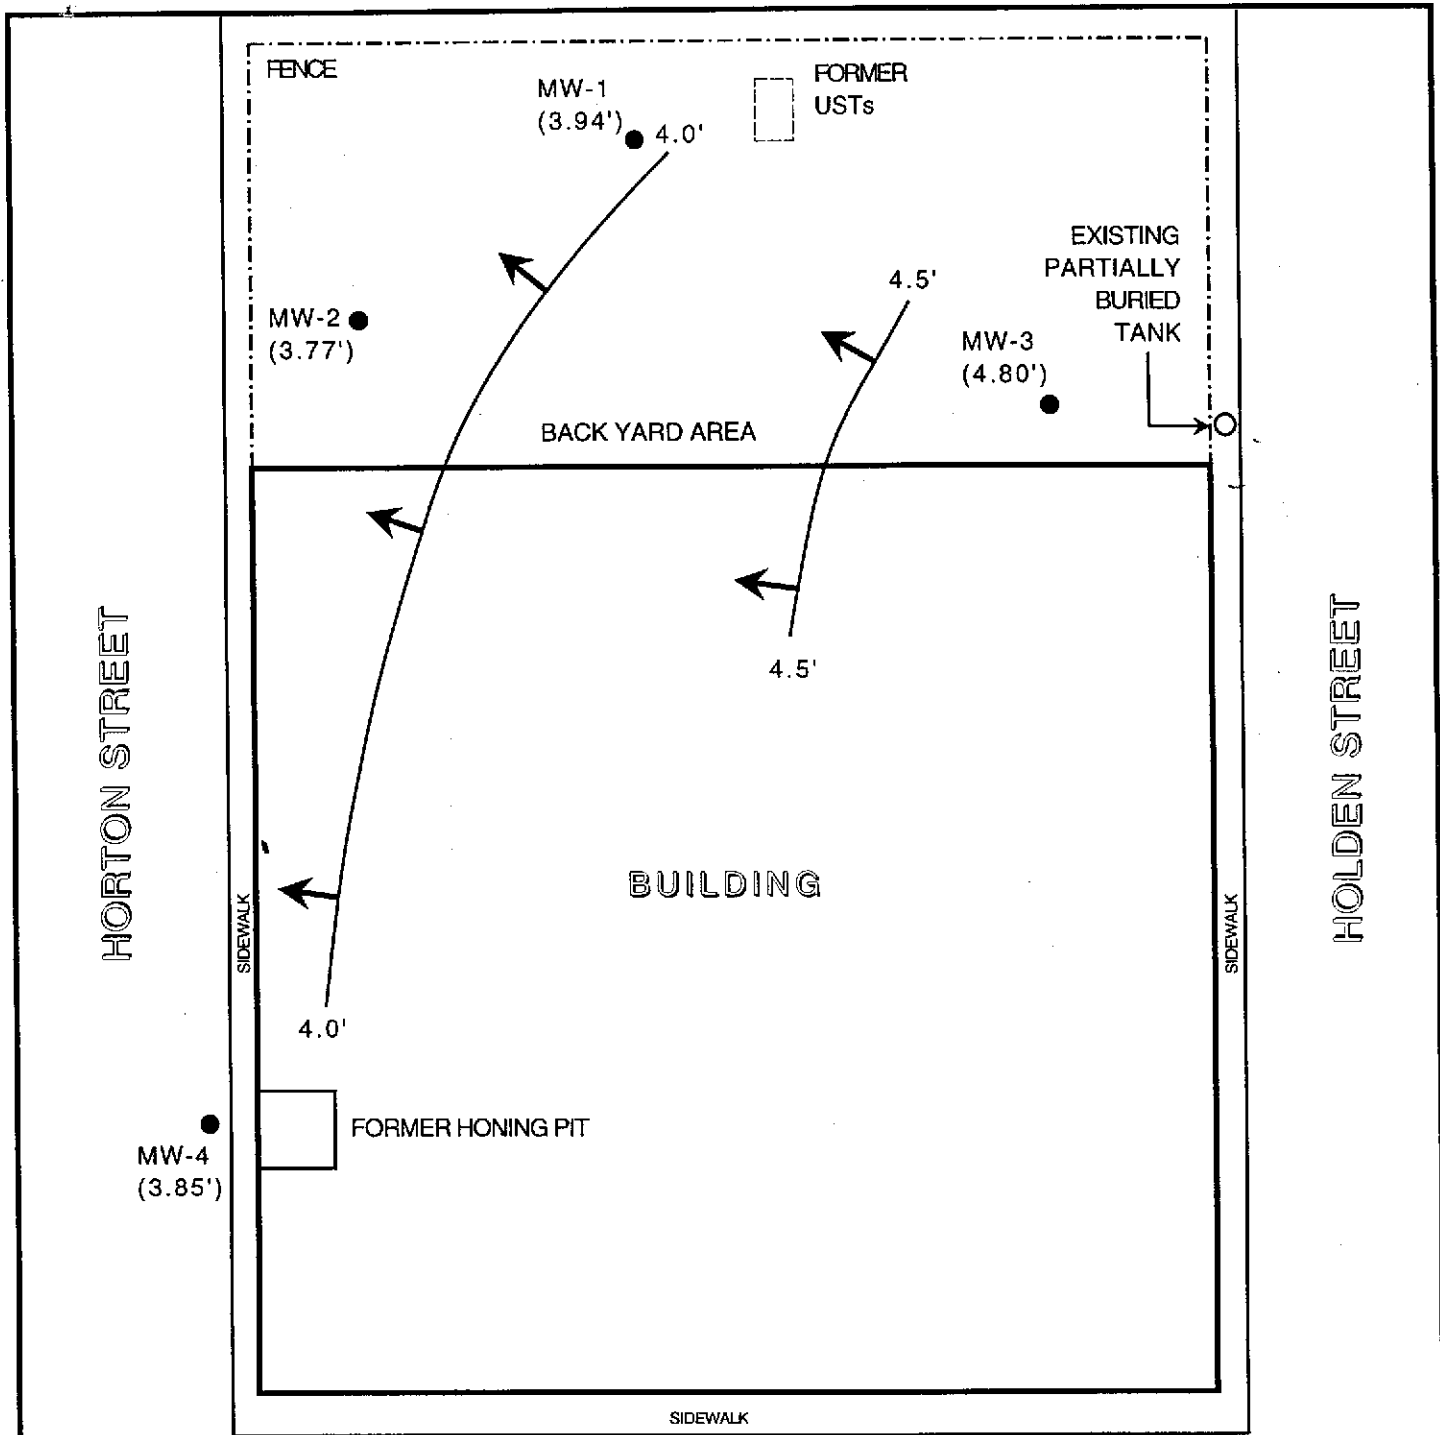 FENCE
MW-1
(3.94')
4.0'
FORMER
USTs
MW-2
(3.77')
4.5'
EXISTING
PARTIALLY
BURIED
TANK
MW-3
(4.80')
BACK YARD AREA
4.5'
HORTON STREET
HOLDEN STREET
BUILDING
SIDEWALK
SIDEWALK
4.0'
FORMER HONING PIT
MW-4
(3.85')
SIDEWALK